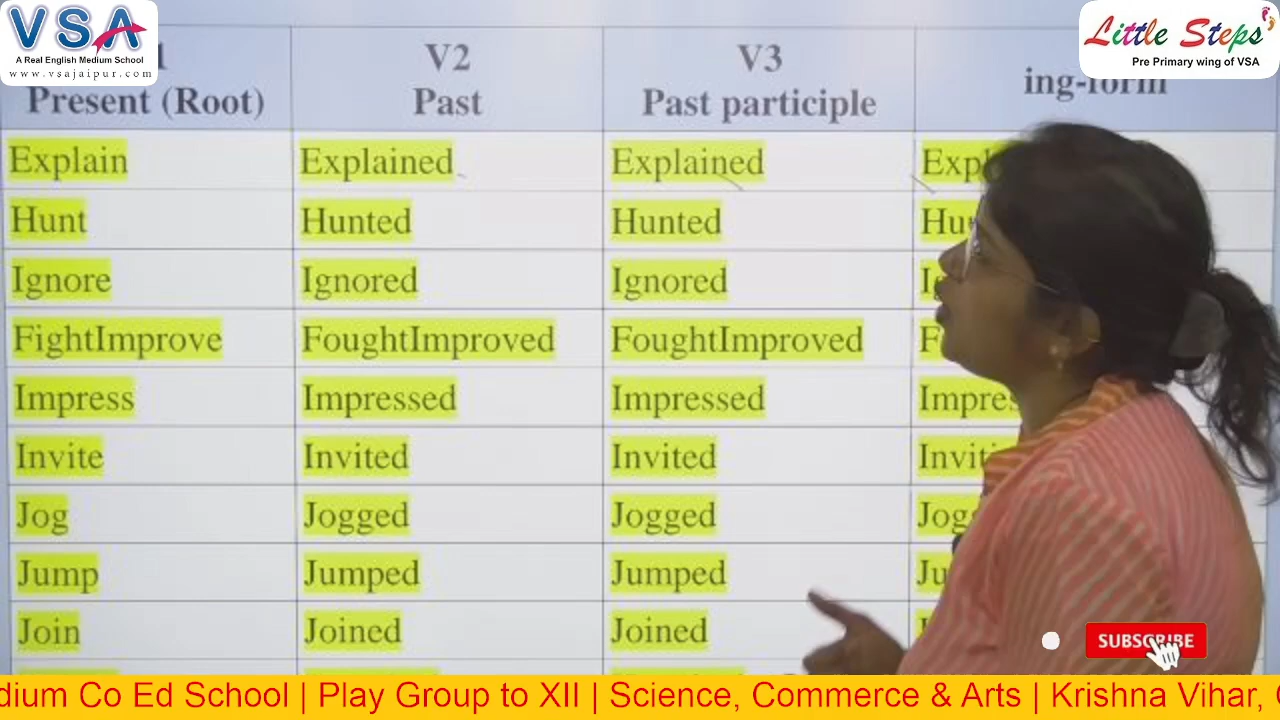 VSA
A Real English Medium School
www.vsajaipur.com
Little Steps
Pre Primary wing of VSA
V2 V3 ing-form
Present (Root) Past Past participle
Explain Explained Explained
Hunt Hunted Hunted
Ignore Ignored Ignored
FightImprove FoughtImproved FoughtImproved
Impress Impressed Impressed
Invite Invited Invited
Jog Jogged Jogged
Jump Jumped Jumped
Join Joined Joined
SUBSCRIBE
dium Co Ed School | Play Group to XII | Science, Commerce & Arts | Krishna Vihar,